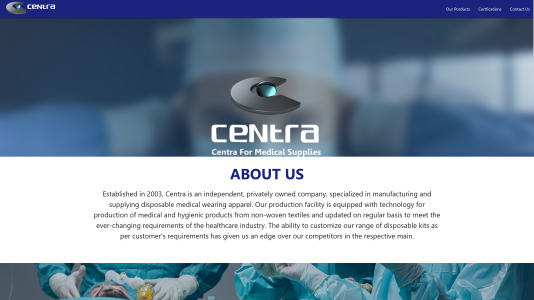 centra
Our Products Certifications Contact Us
centra
Centra For Medical Supplies
ABOUT US
Established in 2003, Centra is an independent, privately owned company, specialized in manufacturing and
supplying disposable medical wearing apparel. Our production facility is equipped with technology for
production of medical and hygienic products from non-woven textiles and updated on regular basis to meet the
ever-changing requirements of the healthcare industry. The ability to customize our range of disposable kits as
per customer's requirements has given us an edge over our competitors in the respective main.